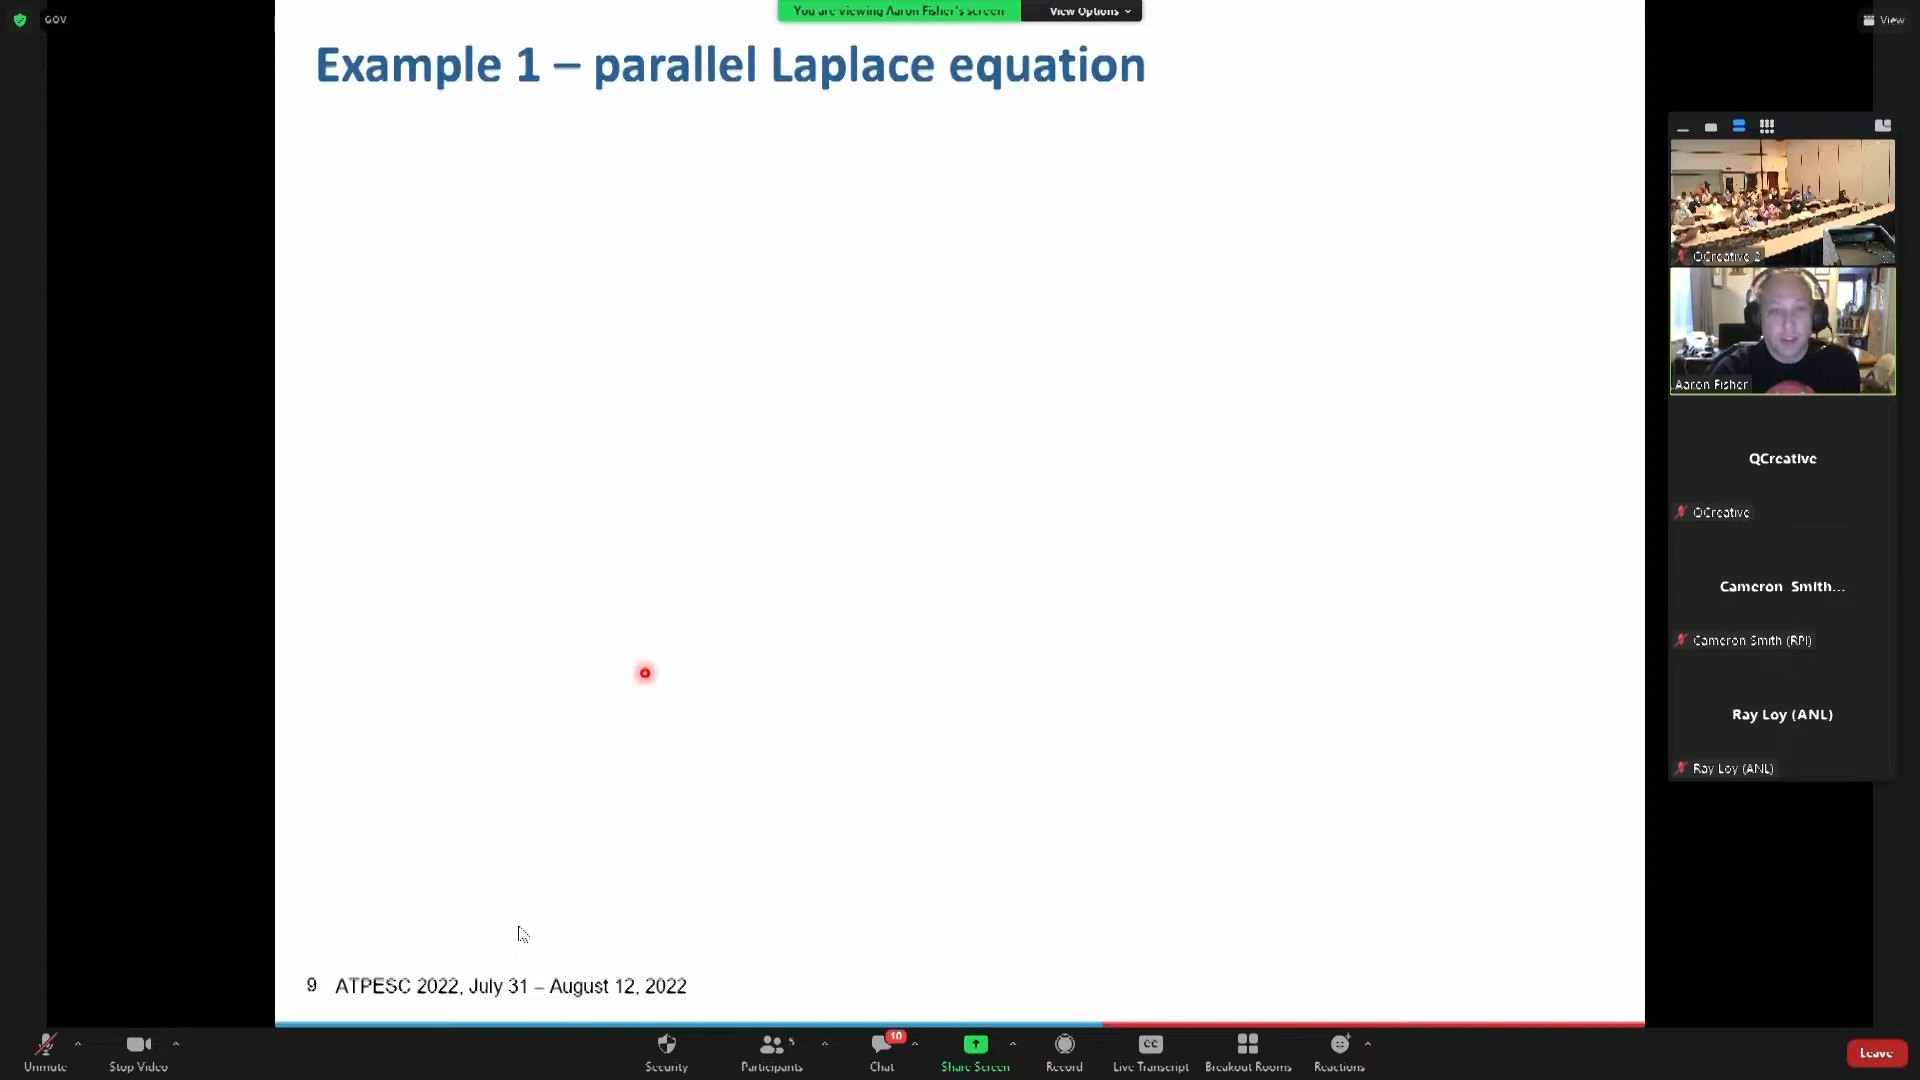 GOV
You are viewing Aaron Fisher's screen
View Options
View
Example 1 – parallel Laplace equation
QCreative 2
Aaron Fisher
QCreative
QCreative
Cameron Smith...
Cameron Smith (RPI)
Ray Loy (ANL)
Ray Loy (ANL)
9 ATPESC 2022, July 31 – August 12, 2022
Unmute
Stop Video
Security
Participants
10
Chat
Share Screen
Record
CC
Live Transcript
Breakout Rooms
Reactions
Leave